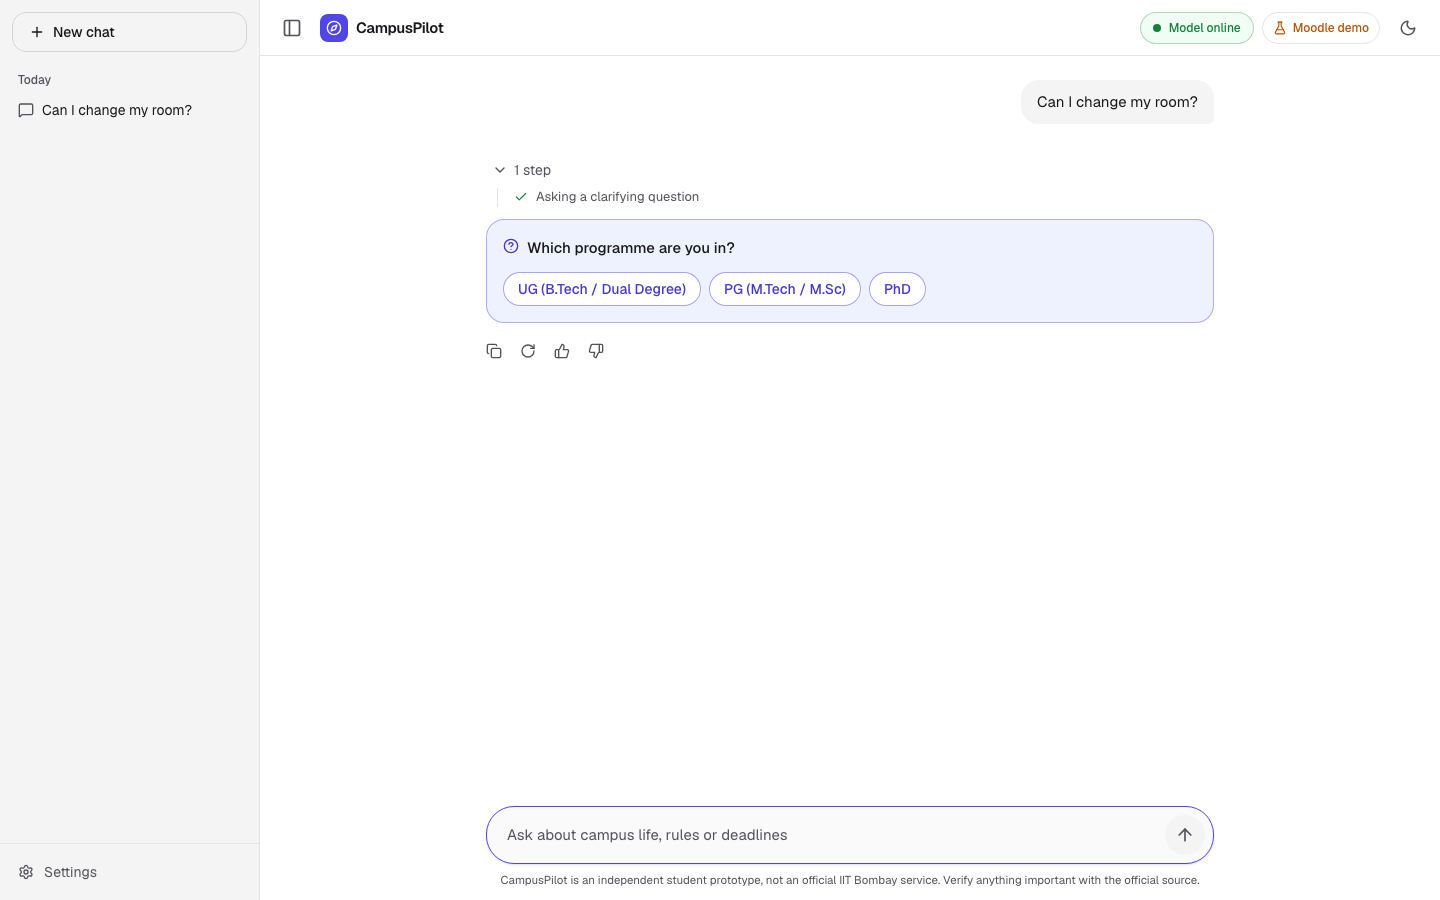 New chat
Today
Can I change my room?
Settings
CampusPilot
Model online
Moodle demo
Can I change my room?
1 step
Asking a clarifying question
Which programme are you in?
UG (B.Tech / Dual Degree)
PG (M.Tech / M.Sc)
PhD
Ask about campus life, rules or deadlines
CampusPilot is an independent student prototype, not an official IIT Bombay service. Verify anything important with the official source.